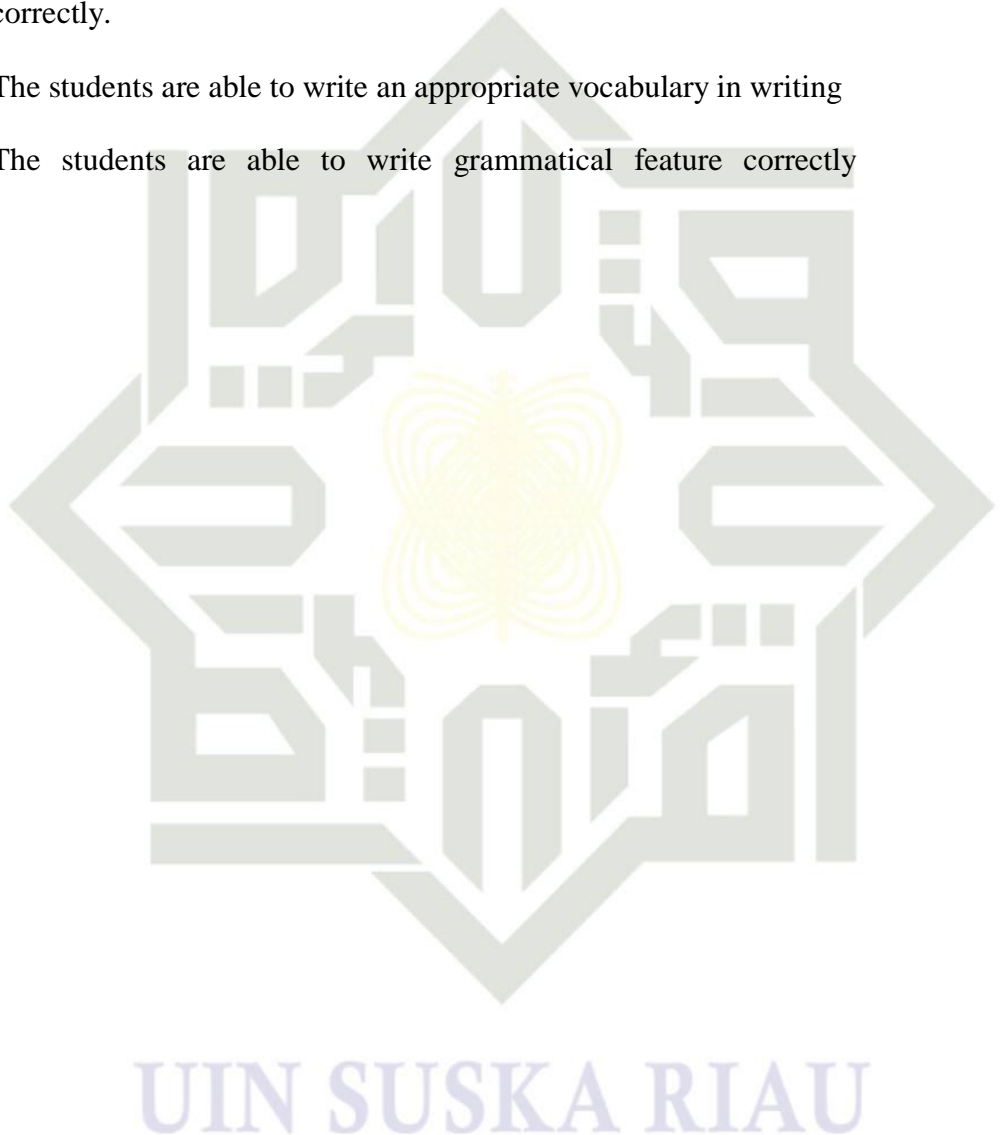 correctly.
The students are able to write an appropriate vocabulary in writing
The students are able to write grammatical feature correctly
UIN SUSKA RIAU